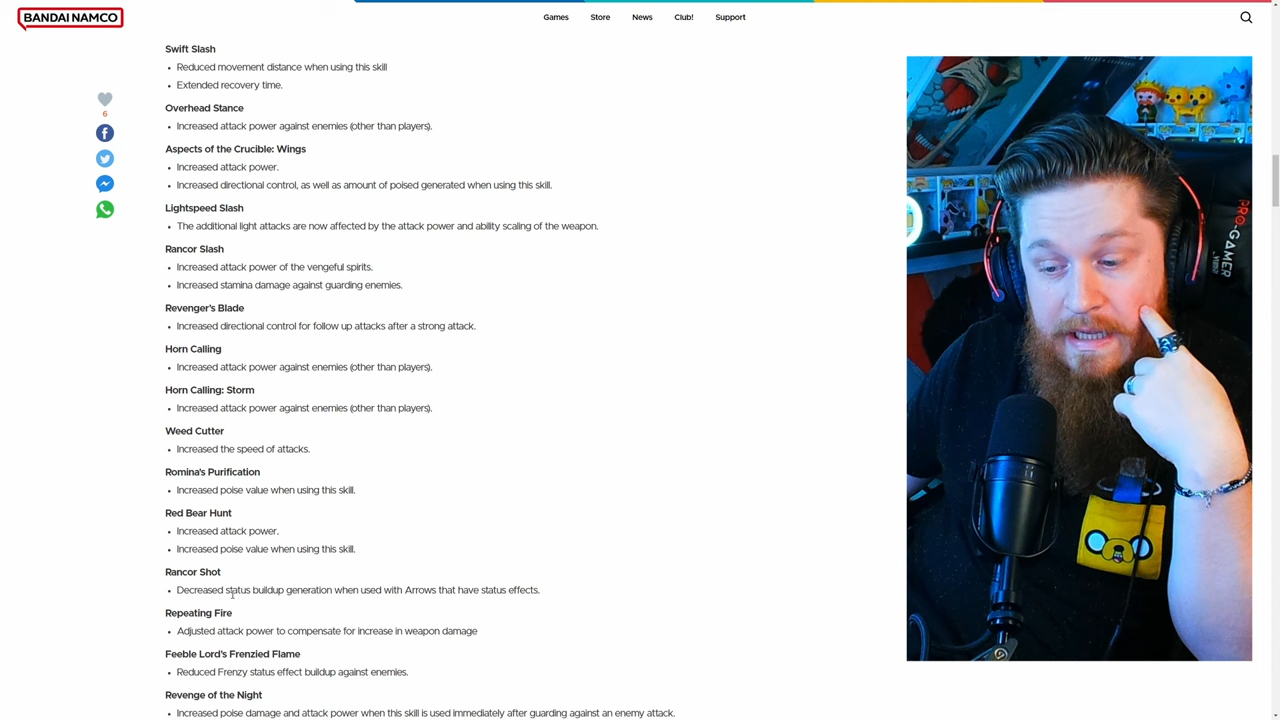 BANDAI NAMCO
Games Store News Club! Support
Swift Slash
• Reduced movement distance when using this skill
• Extended recovery time.
Overhead Stance
• Increased attack power against enemies (other than players).
Aspects of the Crucible: Wings
• Increased attack power.
• Increased directional control, as well as amount of poised generated when using this skill.
Lightspeed Slash
• The additional light attacks are now affected by the attack power and ability scaling of the weapon.
Rancor Slash
• Increased attack power of the vengeful spirits.
• Increased stamina damage against guarding enemies.
Revenger's Blade
• Increased directional control for follow up attacks after a strong attack.
Horn Calling
• Increased attack power against enemies (other than players).
Horn Calling: Storm
• Increased attack power against enemies (other than players).
Weed Cutter
• Increased the speed of attacks.
Romina's Purification
• Increased poise value when using this skill.
Red Bear Hunt
• Increased attack power.
• Increased poise value when using this skill.
Rancor Shot
• Decreased status buildup generation when used with Arrows that have status effects.
Repeating Fire
• Adjusted attack power to compensate for increase in weapon damage
Feeble Lord's Frenzied Flame
• Reduced Frenzy status effect buildup against enemies.
Revenge of the Night
• Increased poise damage and attack power when this skill is used immediately after guarding against an enemy attack.
6
PRO-GAMER